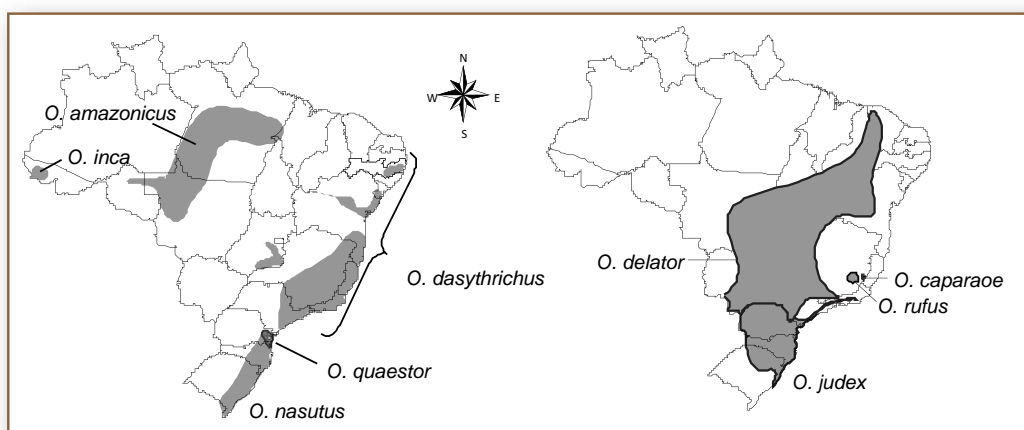 N
W E
S
O. amazonicus
O. inca
O. dasythrichus
O. quaestor
O. nasutus
O. delator
O. caparaoe
O. rufus
O. judex